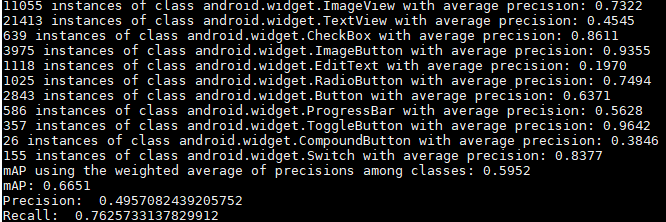 11055 instances of class android.widget.ImageView with average precision: 0.7322
21413 instances of class android.widget.TextView with average precision: 0.4545
639 instances of class android.widget.CheckBox with average precision: 0.8611
3975 instances of class android.widget.ImageButton with average precision: 0.9355
1118 instances of class android.widget.EditText with average precision: 0.1970
1025 instances of class android.widget.RadioButton with average precision: 0.7494
2843 instances of class android.widget.Button with average precision: 0.6371
586 instances of class android.widget.ProgressBar with average precision: 0.5628
357 instances of class android.widget.ToggleButton with average precision: 0.9642
26 instances of class android.widget.CompoundButton with average precision: 0.3846
155 instances of class android.widget.Switch with average precision: 0.8377
mAP using the weighted average of precisions among classes: 0.5952
mAP: 0.6651
Precision:  0.4957082439205752
Recall:  0.7625733137829912